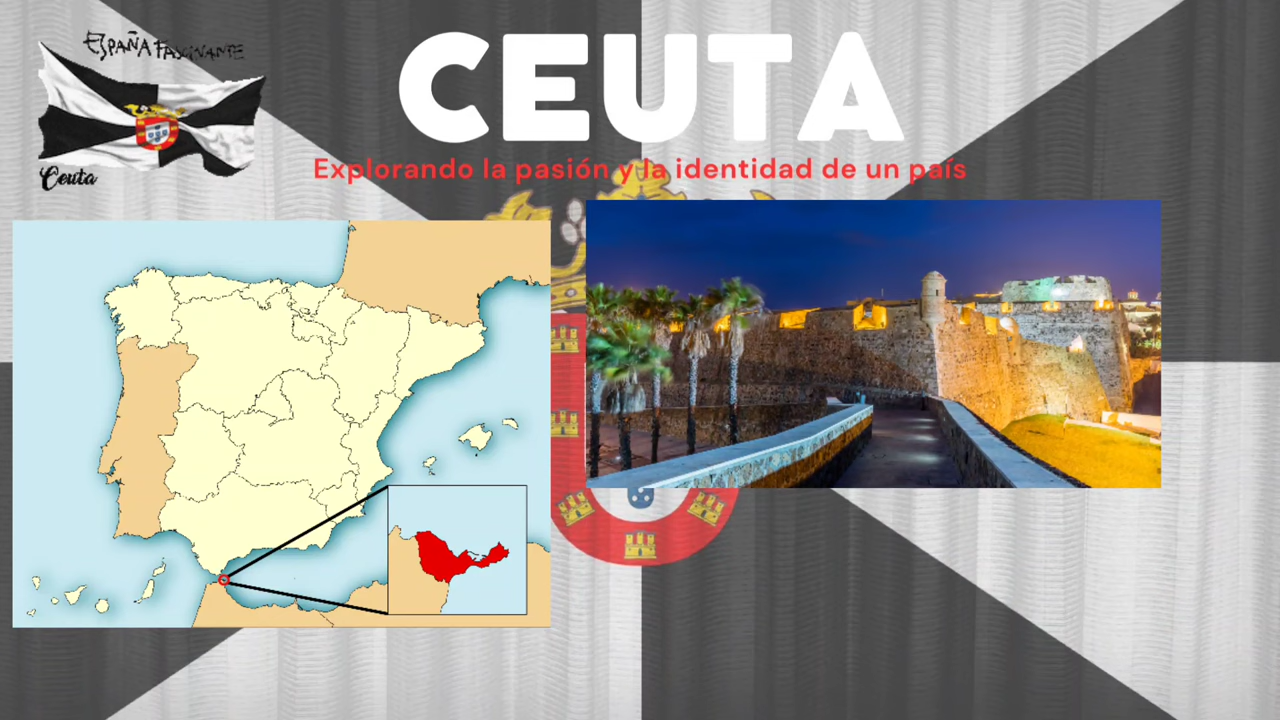 ESPAÑA FASCINANTE
Ceuta
CEUTA
Explorando la pasión y la identidad de un país